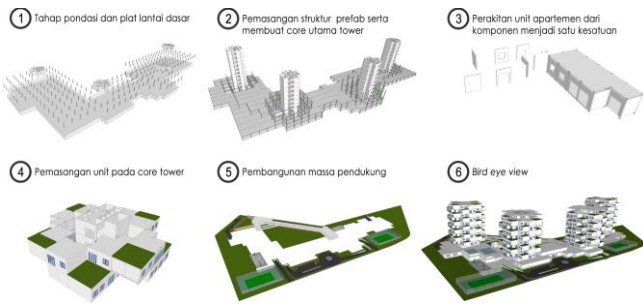 1 Tahap pondasi dan plat lantai dasar
2 Pemasangan struktur prefab serta
membuat core utama tower
3 Perakitan unit apartemen dari
komponen menjadi satu kesatuan
4 Pemasangan unit pada core tower
5 Pembangunan massa pendukung
6 Bird eye view